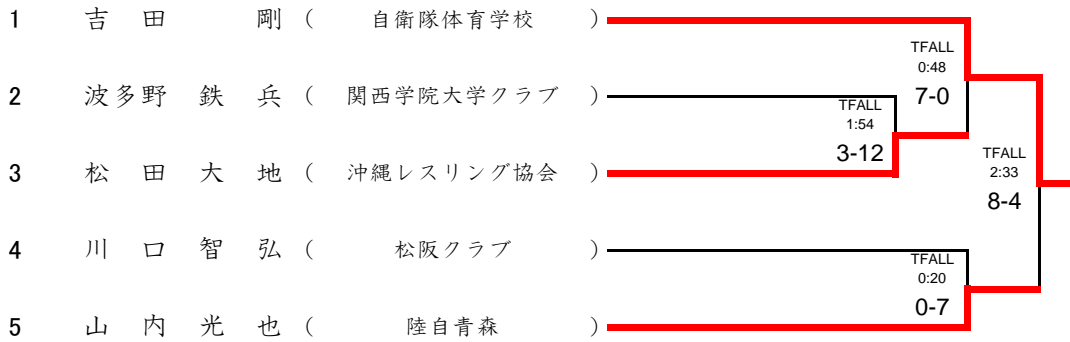 1 吉田 剛 ( 自衛隊体育学校 )
TFALL
0:48
7-0
2 波多野 鉄兵 ( 関西学院大学クラブ )
TFALL
1:54
3-12
3 松田 大地 ( 沖縄レスリング協会 )
TFALL
2:33
8-4
4 川口 智弘 ( 松阪クラブ )
TFALL
0:20
0-7
5 山内 光也 ( 陸自青森 )